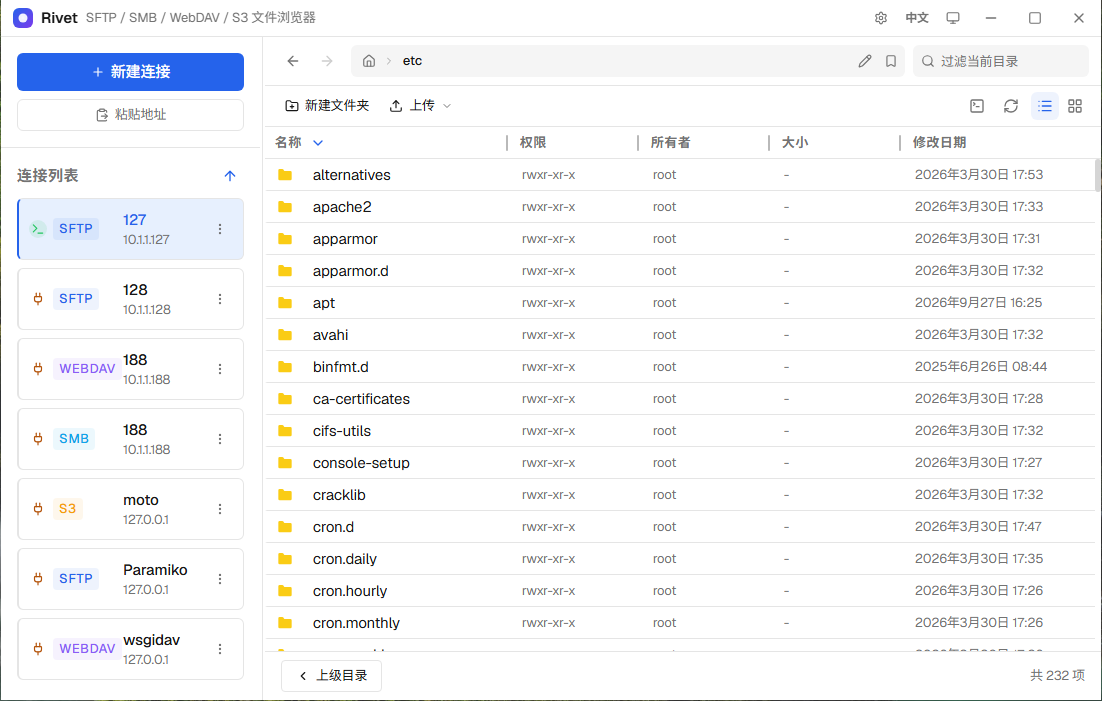 Rivet SFTP / SMB / WebDAV / S3 文件浏览器 中文
+ 新建连接
粘贴地址
连接列表
SFTP 127
10.1.1.127
SFTP 128
10.1.1.128
WEBDAV 188
10.1.1.188
SMB 188
10.1.1.188
S3 moto
127.0.0.1
SFTP Paramiko
127.0.0.1
WEBDAV wsgidav
127.0.0.1
etc 过滤当前目录
新建文件夹 上传
名称 权限 所有者 大小 修改日期
alternatives rwxr-xr-x root - 2026年3月30日 17:53
apache2 rwxr-xr-x root - 2026年3月30日 17:33
apparmor rwxr-xr-x root - 2026年3月30日 17:31
apparmor.d rwxr-xr-x root - 2026年3月30日 17:32
apt rwxr-xr-x root - 2026年9月27日 16:25
avahi rwxr-xr-x root - 2026年3月30日 17:32
binfmt.d rwxr-xr-x root - 2025年6月26日 08:44
ca-certificates rwxr-xr-x root - 2026年3月30日 17:28
cifs-utils rwxr-xr-x root - 2026年3月30日 17:32
console-setup rwxr-xr-x root - 2026年3月30日 17:27
cracklib rwxr-xr-x root - 2026年3月30日 17:32
cron.d rwxr-xr-x root - 2026年3月30日 17:47
cron.daily rwxr-xr-x root - 2026年3月30日 17:35
cron.hourly rwxr-xr-x root - 2026年3月30日 17:26
cron.monthly rwxr-xr-x root - 2026年3月30日 17:26
上级目录 共 232 项